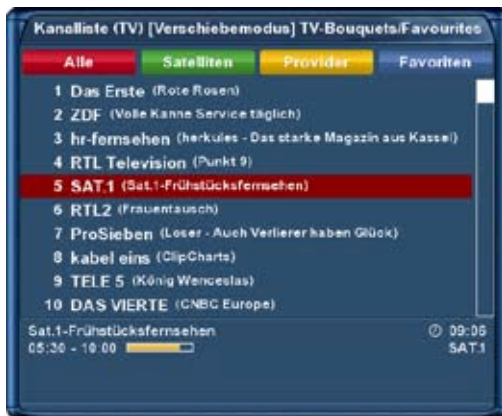 Kanalliste (TV) [Verschiebemodus] TV-Bouquets/Favourites
Alle Satelliten Provider Favoriten
1 Das Erste (Rote Rosen)
2 ZDF (Volle Kanne Service täglich)
3 hr-fernsehen (herkules - Das starke Magazin aus Kassel)
4 RTL Television (Punkt 9)
5 SAT.1 (Sat.1-Frühstücksfernsehen)
6 RTL2 (Frauentausch)
7 ProSieben (Loser - Auch Verlierer haben Glück)
8 kabel eins (ClipCharts)
9 TELE 5 (König Wenceslas)
10 DAS VIERTE (CNBC Europe)
Sat.1-Frühstücksfernsehen 09:06
05:30 - 10:00 SAT.1